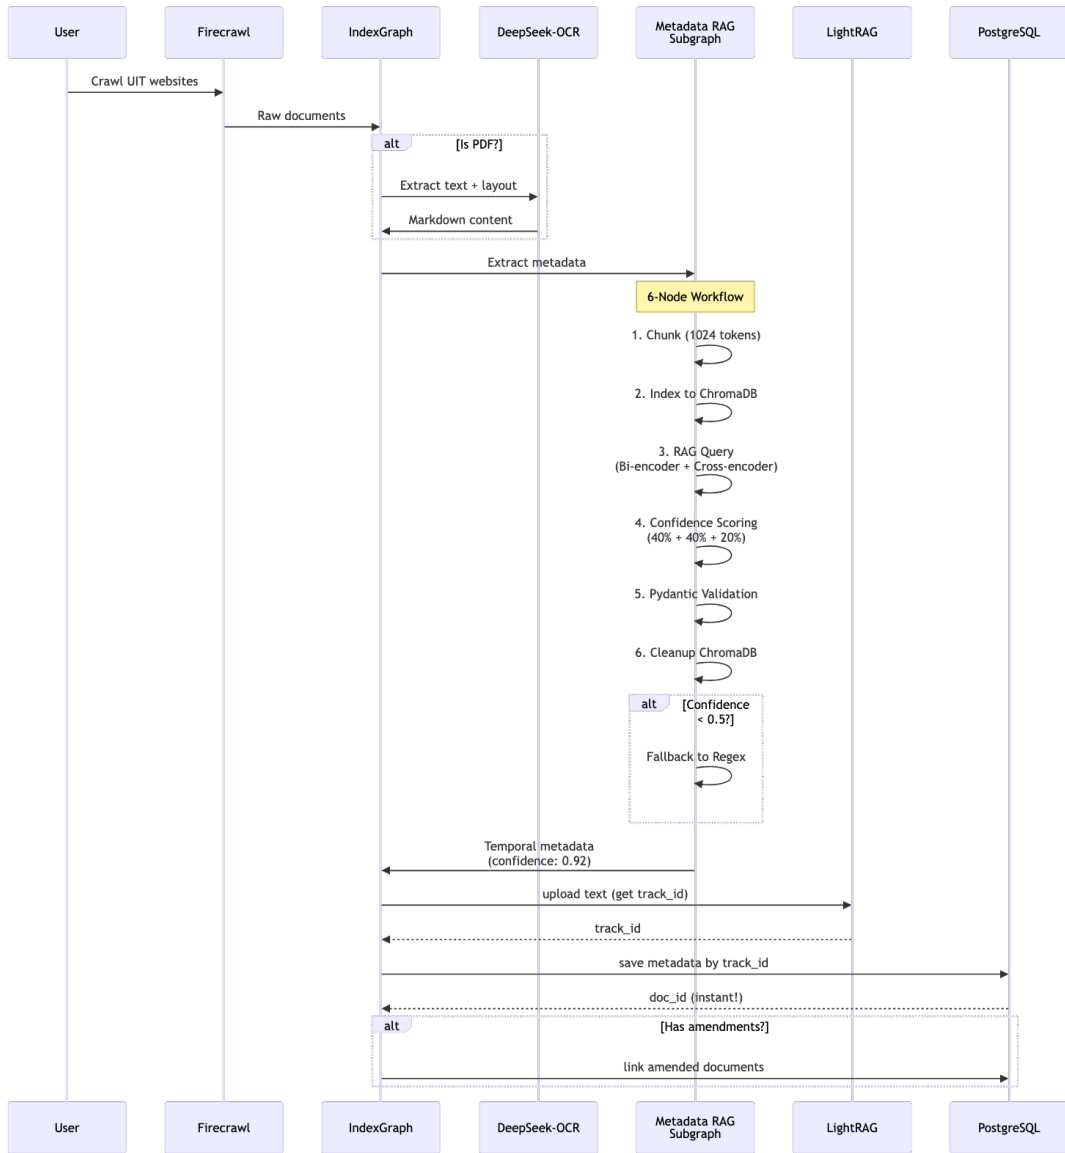 User
Firecrawl
IndexGraph
DeepSeek-OCR
Metadata RAG
Subgraph
LightRAG
PostgreSQL
Crawl UIT websites
Raw documents
alt
[Is PDF?]
Extract text + layout
Markdown content
Extract metadata
6-Node Workflow
1. Chunk (1024 tokens)
2. Index to ChromaDB
3. RAG Query
(Bi-encoder + Cross-encoder)
4. Confidence Scoring
(40% + 40% + 20%)
5. Pydantic Validation
6. Cleanup ChromaDB
alt
[Confidence
< 0.5?]
Fallback to Regex
Temporal metadata
(confidence: 0.92)
upload text (get track_id)
track_id
save metadata by track_id
doc_id (instant!)
alt
[Has amendments?]
link amended documents
User
Firecrawl
IndexGraph
DeepSeek-OCR
Metadata RAG
Subgraph
LightRAG
PostgreSQL